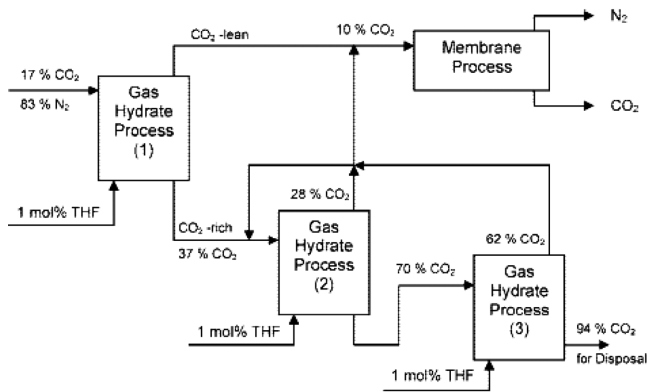 CO₂ -lean
10 % CO₂
N₂
Membrane
Process
CO₂
17 % CO₂
83 % N₂
Gas
Hydrate
Process
(1)
1 mol% THF
CO₂ -rich
37 % CO₂
28 % CO₂
Gas
Hydrate
Process
(2)
1 mol% THF
70 % CO₂
62 % CO₂
Gas
Hydrate
Process
(3)
94 % CO₂
for Disposal
1 mol% THF